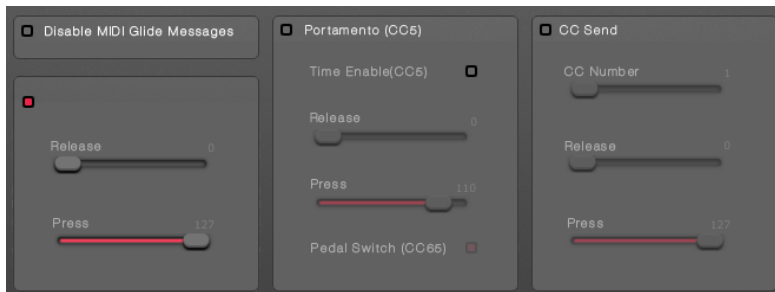 Disable MIDI Glide Messages
Release 0
Press 127
Portamento (CC5)
Time Enable(CC5)
Release 0
Press 110
Pedal Switch (CC65)
CC Send
CC Number 1
Release 0
Press 127